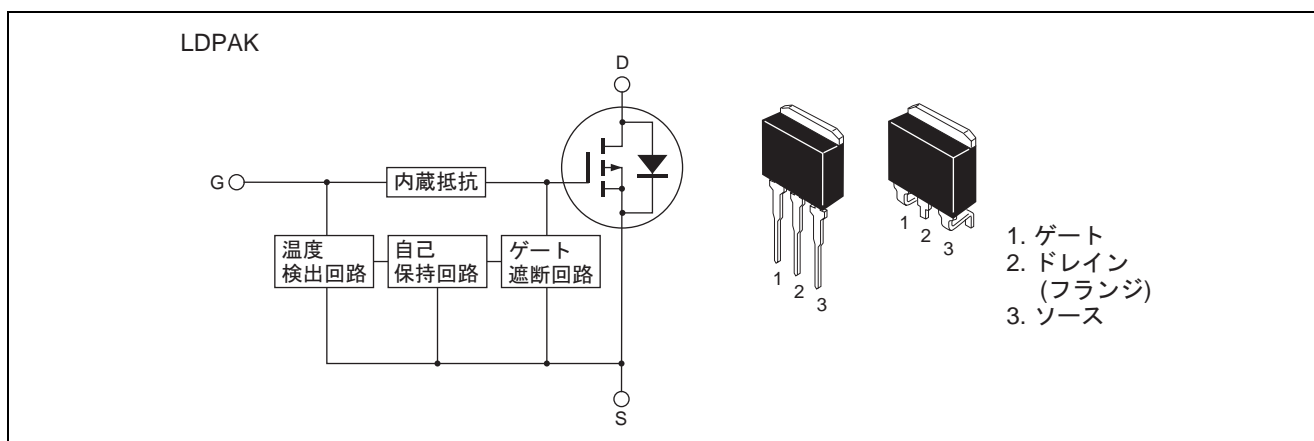 LDPAK
D
G
内蔵抵抗
温度
検出回路
自己
保持回路
ゲート
遮断回路
S
1
2
3
1
2
3
1. ゲート
2. ドレイン
(フランジ)
3. ソース